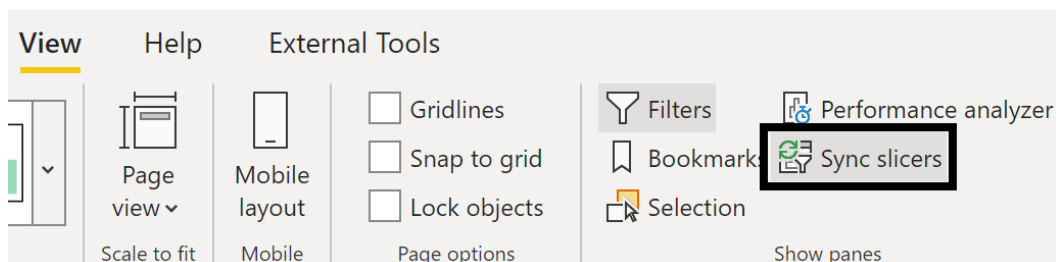 View Help External Tools
Gridlines Filters Performance analyzer
Page view Mobile layout Snap to grid Bookmarks Sync slicers
Lock objects Selection
Scale to fit Mobile Page options Show panes